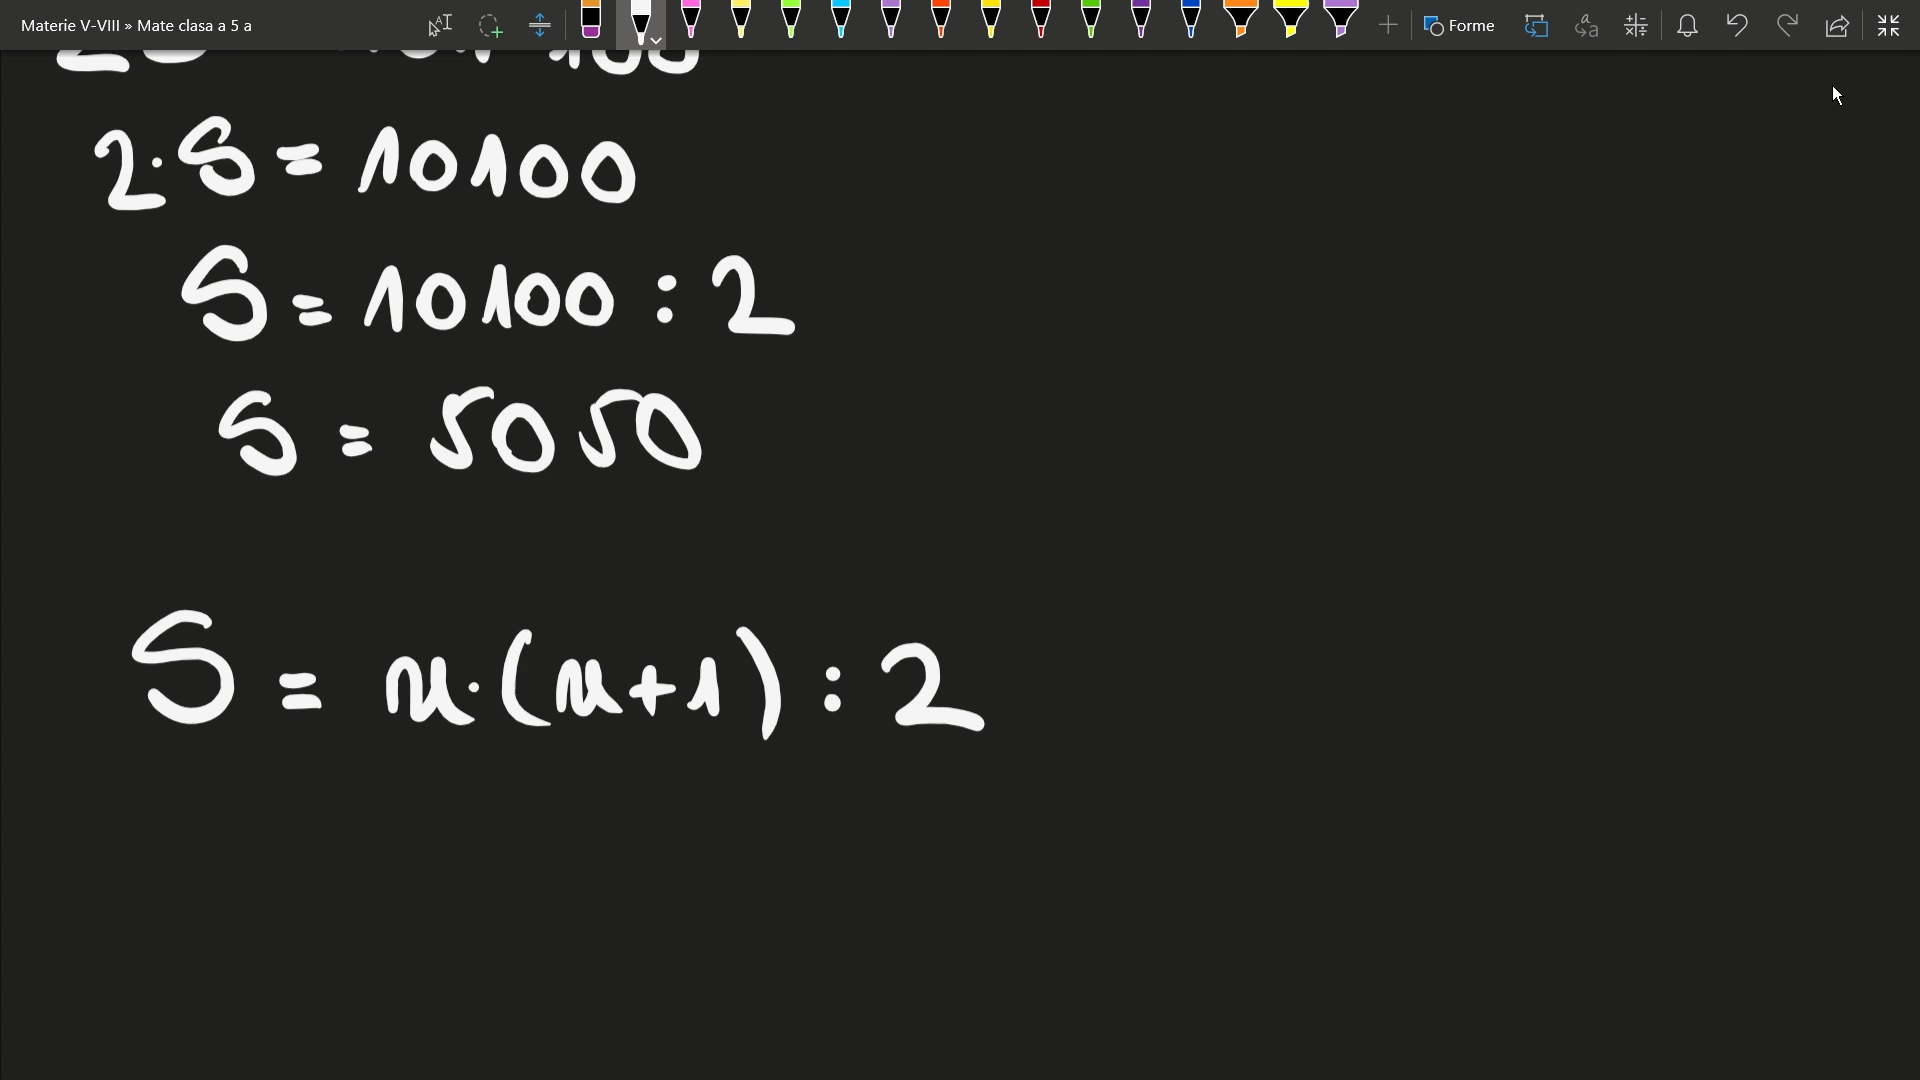 Materie V-VIII » Mate clasa a 5 a
Forme
2·S = 10100
S = 10100 : 2
S = 5050
S = n·(n+1) : 2